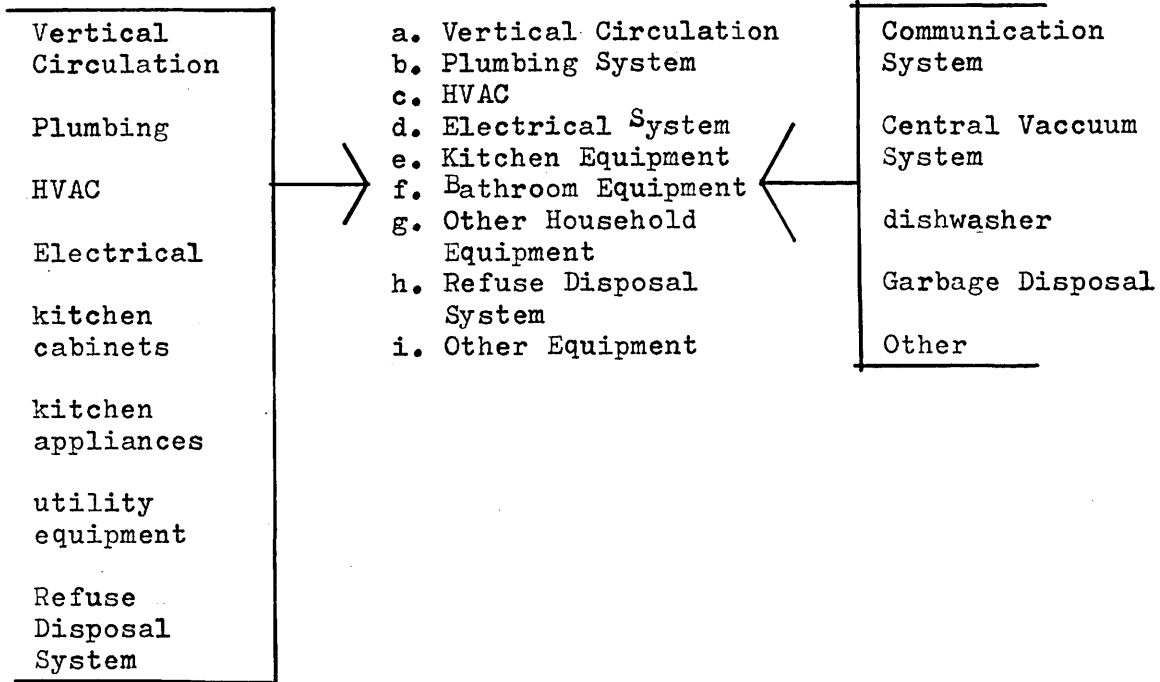 Vertical
Circulation
Plumbing
HVAC
Electrical
kitchen
cabinets
kitchen
appliances
utility
equipment
Refuse
Disposal
System
a. Vertical Circulation
b. Plumbing System
c. HVAC
d. Electrical System
e. Kitchen Equipment
f. Bathroom Equipment
g. Other Household
Equipment
h. Refuse Disposal
System
i. Other Equipment
Communication
System
Central Vaccuum
System
dishwasher
Garbage Disposal
Other